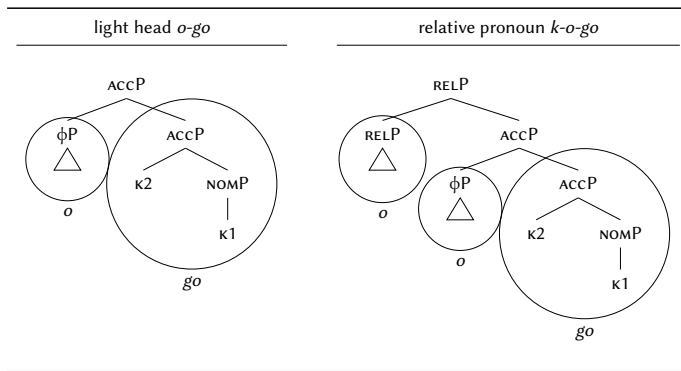 light head o-go relative pronoun k-o-go
ACCP RELP
ϕP ACCP RELP ACCP
K2 NOMP ϕP ACCP
o o
K1 K2 NOMP
o
go K1
go